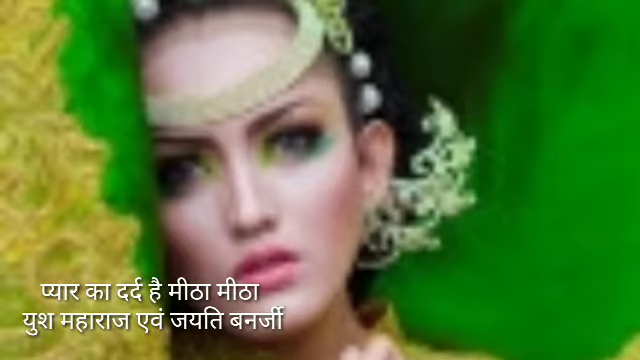 प्यार का दर्द है मीठा मीठा
युश महाराज एवं जयति बनर्जी